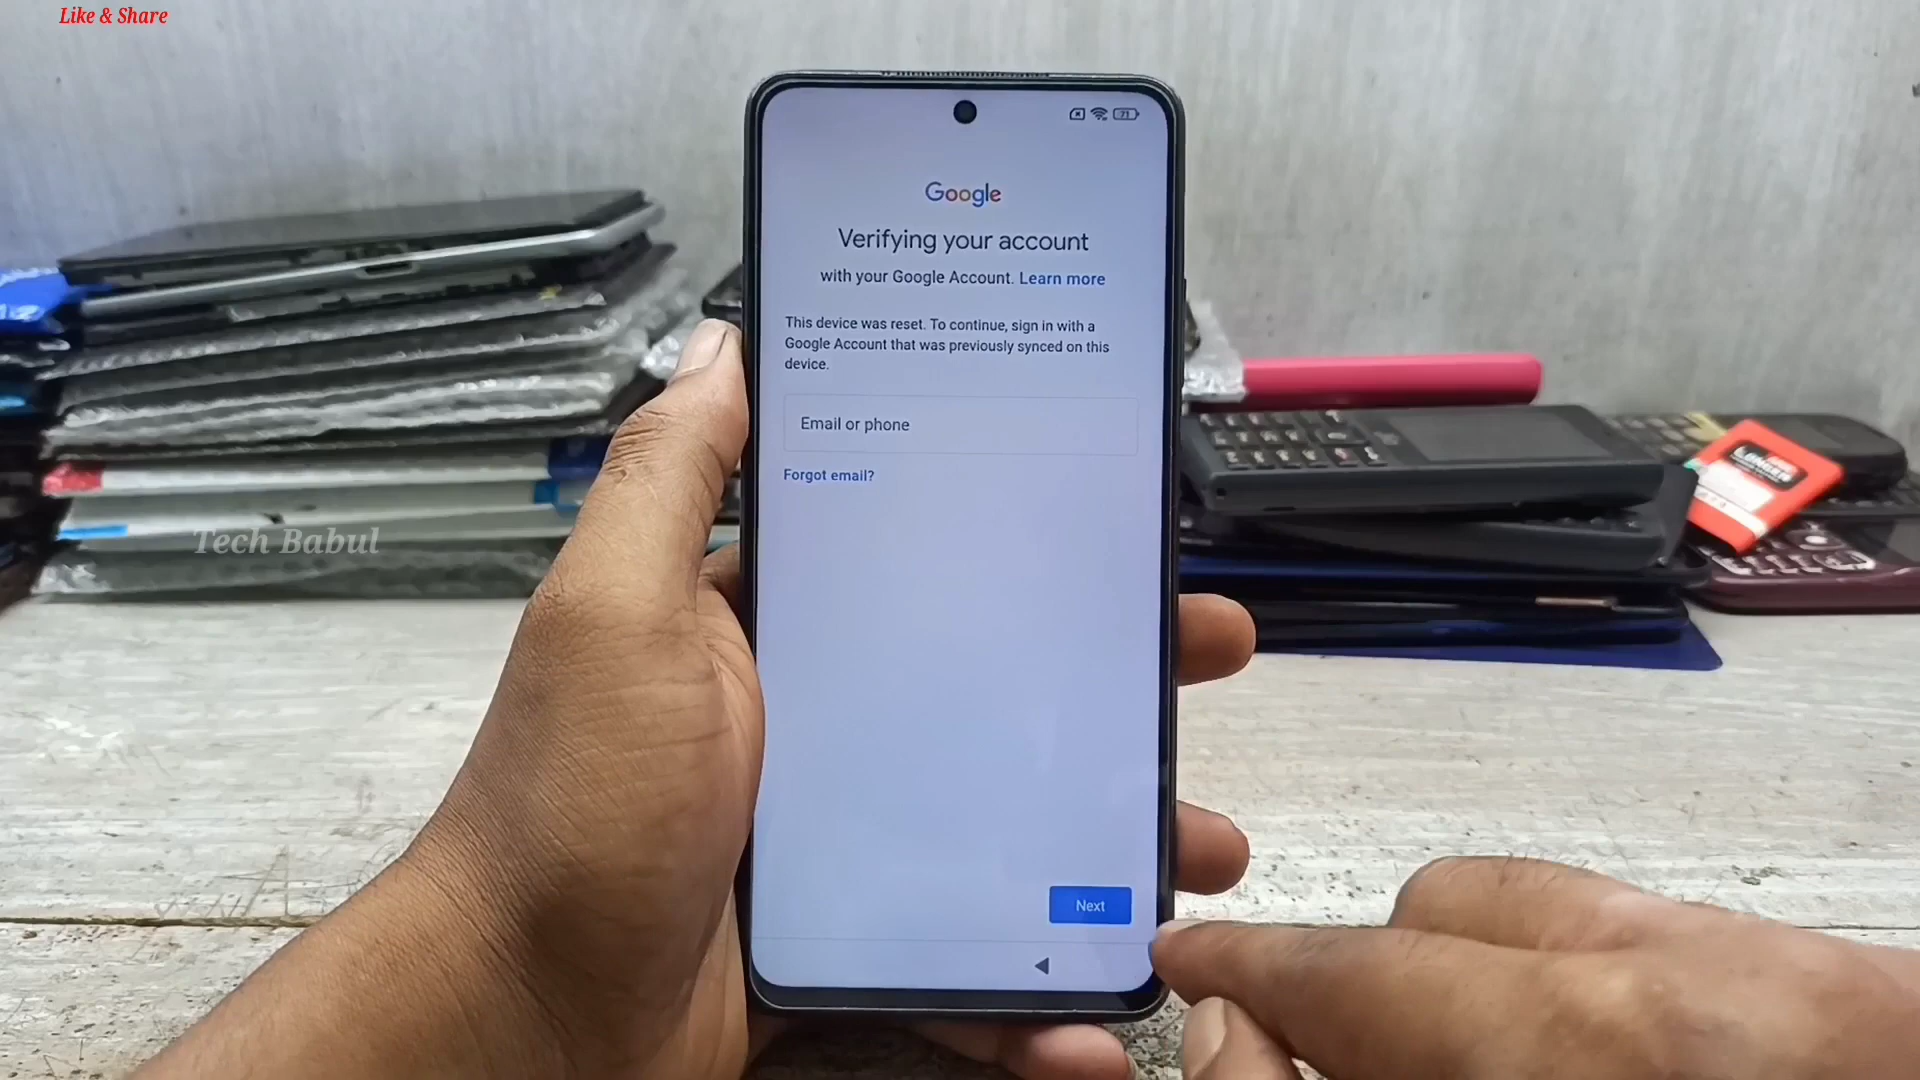 Like & Share
71
Google
Verifying your account
with your Google Account. Learn more
This device was reset. To continue, sign in with a
Google Account that was previously synced on this
device.
Email or phone
Forgot email?
Tech Babul
Next